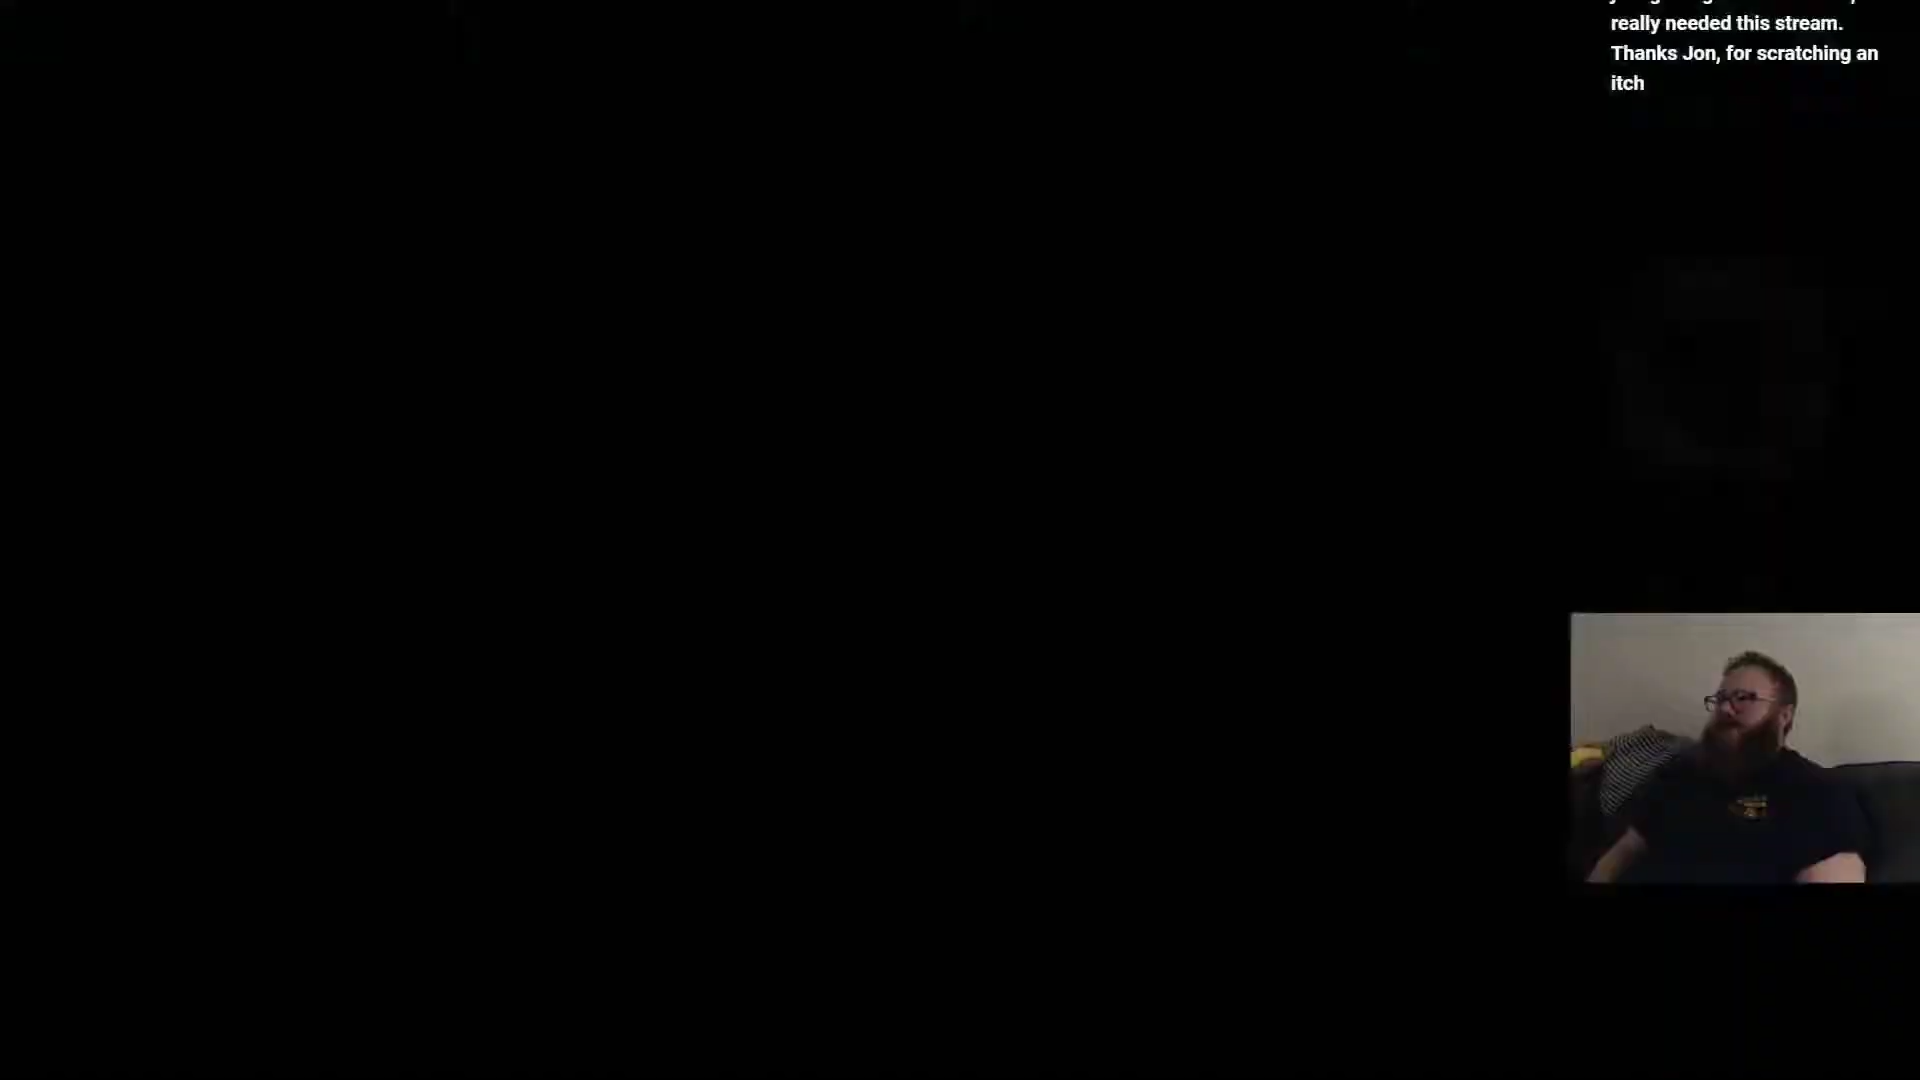 really needed this stream.
Thanks Jon, for scratching an
itch